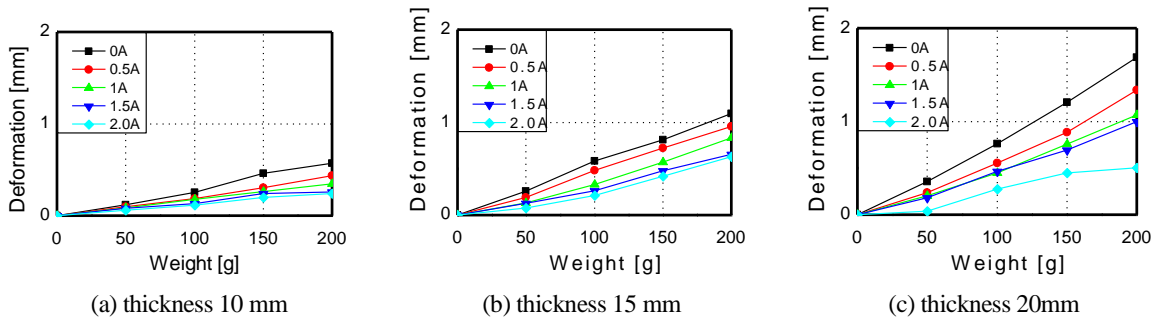 2
1
0
Deformation [mm]
0A
0.5A
1A
1.5A
2.0A
0 50 100 150 200
Weight [g]
(a) thickness 10 mm
2
1
0
Deformation [mm]
0A
0.5A
1A
1.5A
2.0A
0 50 100 150 200
Weight [g]
(b) thickness 15 mm
2
1
0
Deformation [mm]
0A
0.5A
1A
1.5A
2.0A
0 50 100 150 200
Weight [g]
(c) thickness 20mm